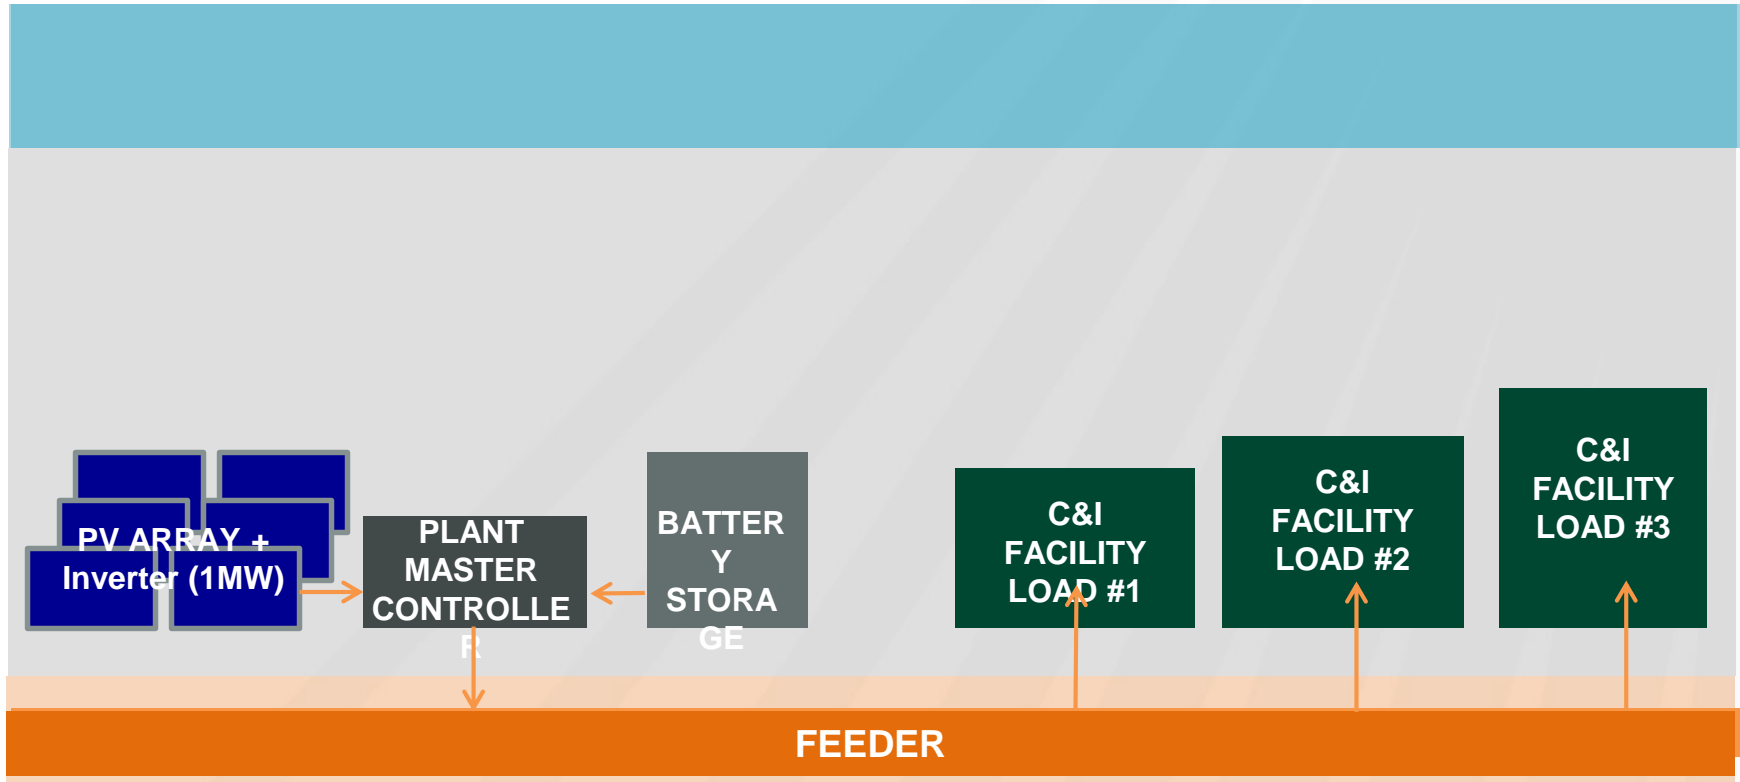 PV ARRAY +
Inverter (1MW)
PLANT
MASTER
CONTROLLE
R
BATTER
Y
STORA
GE
C&I
FACILITY
LOAD #1
C&I
FACILITY
LOAD #2
C&I
FACILITY
LOAD #3
FEEDER